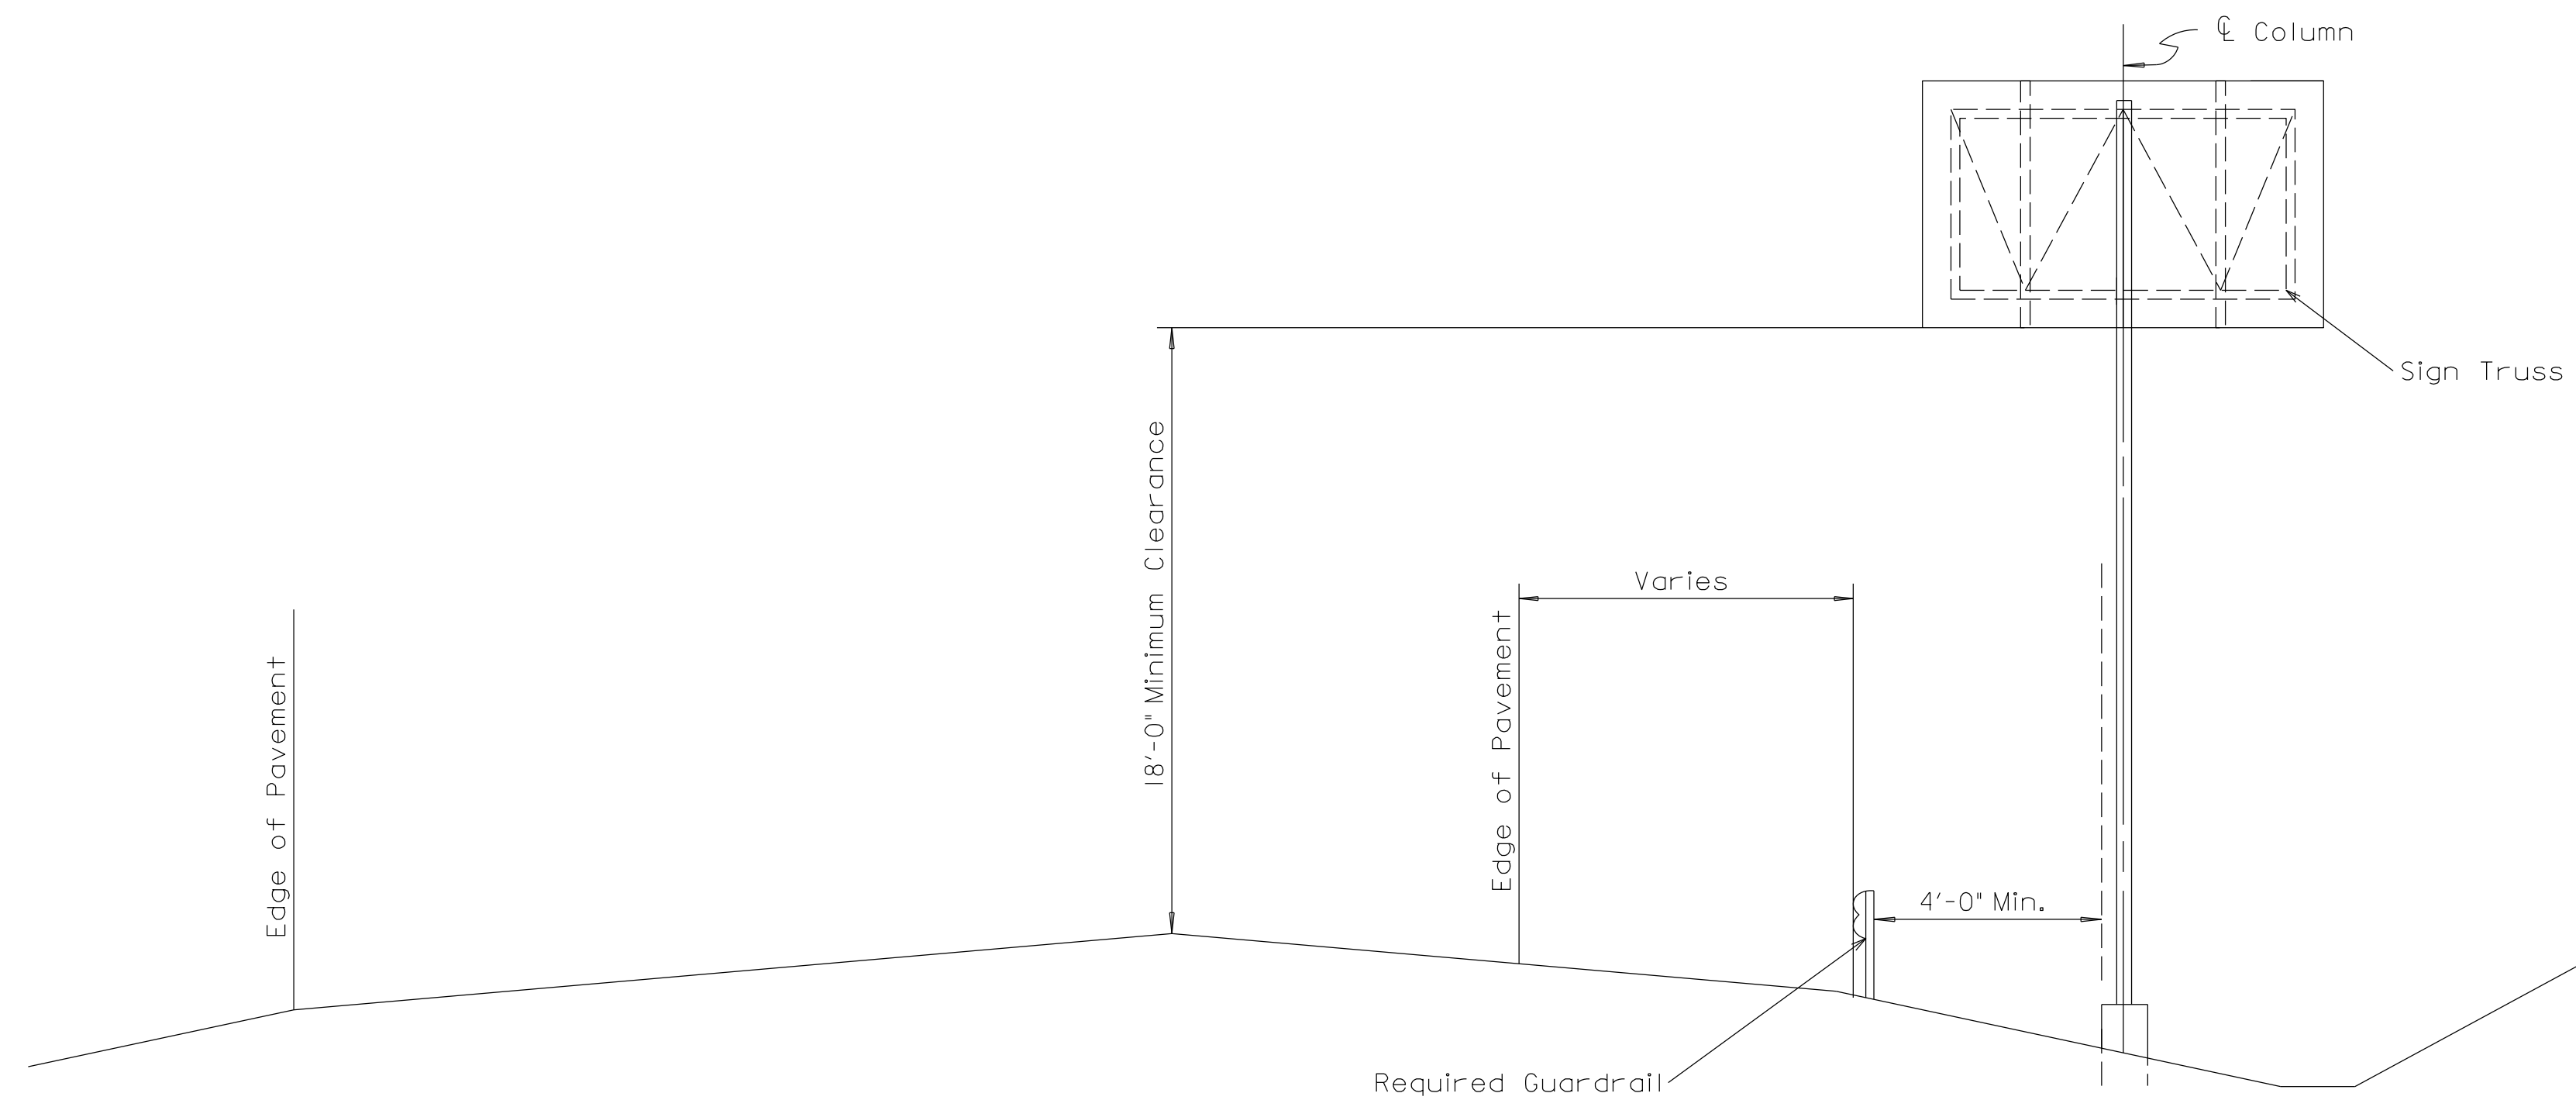 ℄ Column
Sign Truss
18'-0" Minimum Clearance
Varies
Edge of Pavement
Edge of Pavement
4'-0" Min.
Required Guardrail